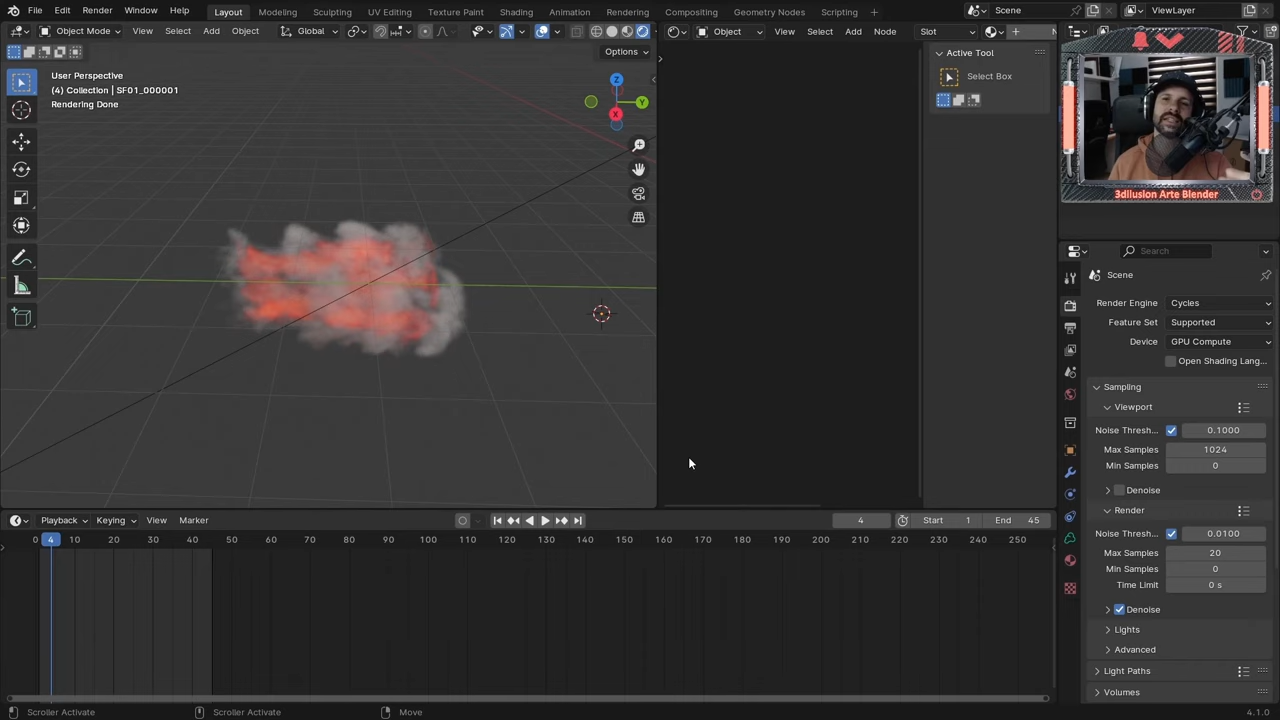 File Edit Render Window Help
Layout Modeling Sculpting UV Editing Texture Paint Shading Animation Rendering Compositing Geometry Nodes Scripting +
Scene
ViewLayer
Object Mode View Select Add Object
Global
Object View Select Add Node Slot
Options
User Perspective
(4) Collection | SF01_000001
Rendering Done
Z
Y
X
Active Tool
Select Box
3dilusion Arte Blender
Search
Scene
Render Engine Cycles
Feature Set Supported
Device GPU Compute
Open Shading Lang...
Sampling
Viewport
Noise Thresh... 0.1000
Max Samples 1024
Min Samples 0
Denoise
Render
Noise Thresh... 0.0100
Max Samples 20
Min Samples 0
Time Limit 0 s
Denoise
Lights
Advanced
Light Paths
Volumes
Playback Keying View Marker
4 Start 1 End 45
0 4 10 20 30 40 50 60 70 80 90 100 110 120 130 140 150 160 170 180 190 200 210 220 230 240 250
Scroller Activate Scroller Activate Move
4.1.0